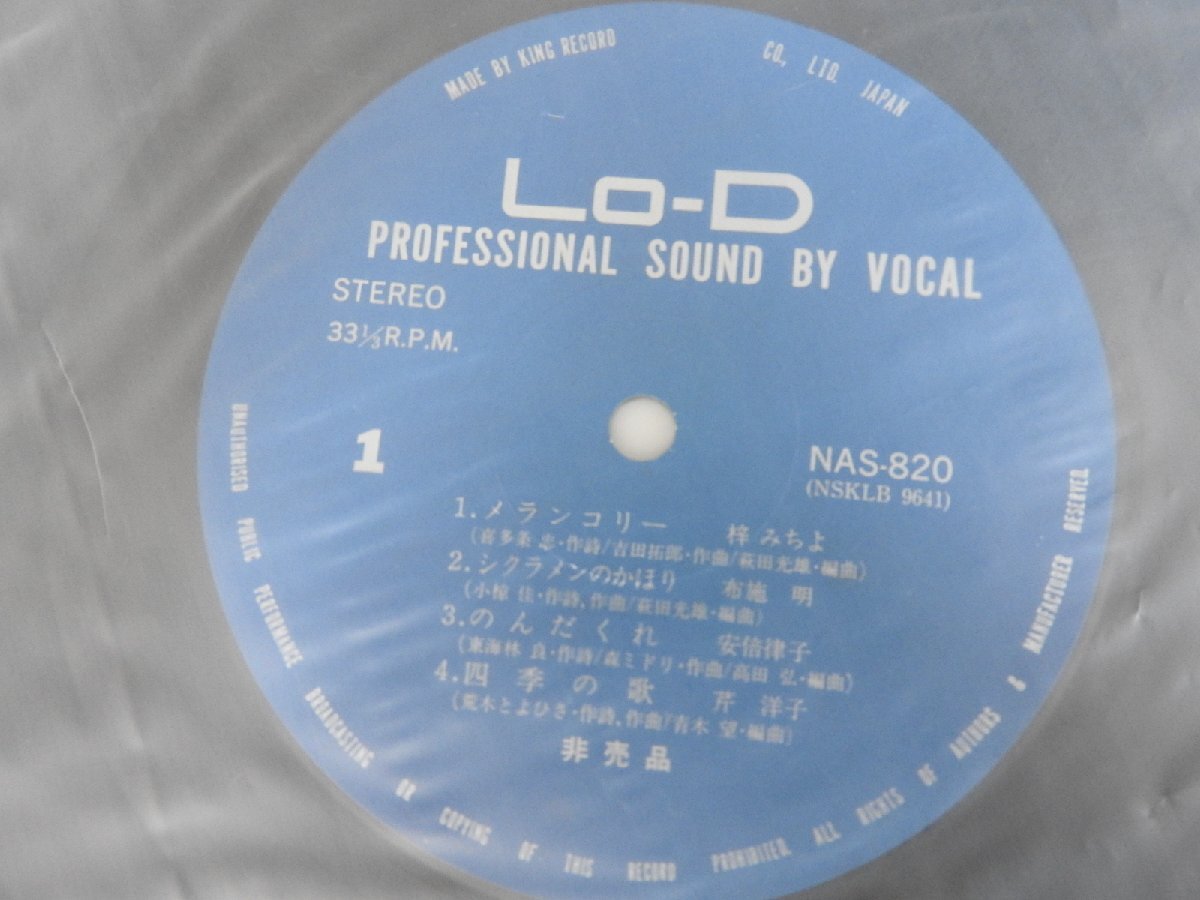 MADE BY KING RECORD CO., LTD. JAPAN
Lo-D
PROFESSIONAL SOUND BY VOCAL
STEREO
33 1/3 R.P.M.
1
NAS-820
(NSKLB 9641)
1. メランコリー 梓 みちよ
(喜多条 忠・作詩/吉田拓郎・作曲/萩田光雄・編曲)
2. シクラメンのかほり 布施 明
(小椋 佳・作詩、作曲/萩田光雄・編曲)
3. のんだくれ 安倍律子
(東海林 良・作詩/森ミドリ・作曲/高田 弘・編曲)
4. 四季の歌 芹 洋子
(荒木とよひさ・作詩、作曲/青木 望・編曲)
非売品
UNAUTHORISED PUBLIC PERFORMANCE BROADCASTING OR COPYING OF THIS RECORD PROHIBITED. ALL RIGHTS OF AUTHORS & MANUFACTURER RESERVED.